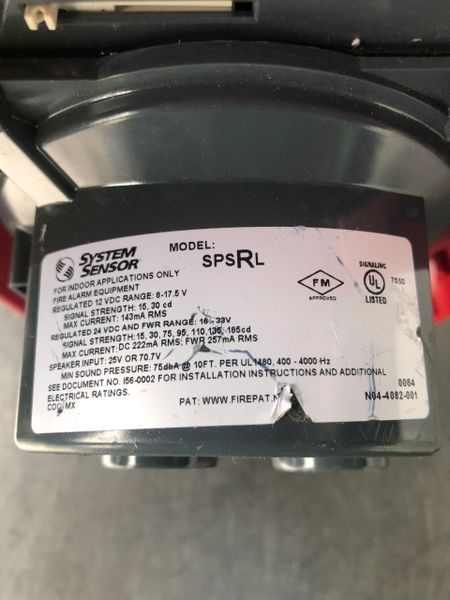 SYSTEM SENSOR®
MODEL: SPSRL
FOR INDOOR APPLICATIONS ONLY
FIRE ALARM EQUIPMENT
REGULATED 12 VDC RANGE: 8-17.5 V
SIGNAL STRENGTH: 15, 30 cd
MAX CURRENT: 143mA RMS
REGULATED 24 VDC AND FWR RANGE: 16 - 33V
SIGNAL STRENGTH: 15, 30, 75, 95, 110, 135, 185cd
MAX CURRENT: DC 222mA RMS; FWR 257mA RMS
SPEAKER INPUT: 25V OR 70.7V
MIN SOUND PRESSURE: 75dbA @ 10FT. PER UL1480, 400 - 4000 Hz
SEE DOCUMENT NO. I56-0002 FOR INSTALLATION INSTRUCTIONS AND ADDITIONAL
ELECTRICAL RATINGS.
MX
PAT: WWW.FIREPAT.N
FM
APPROVED
SIGNALING
UL
LISTED
7550
0064
N04-4082-001